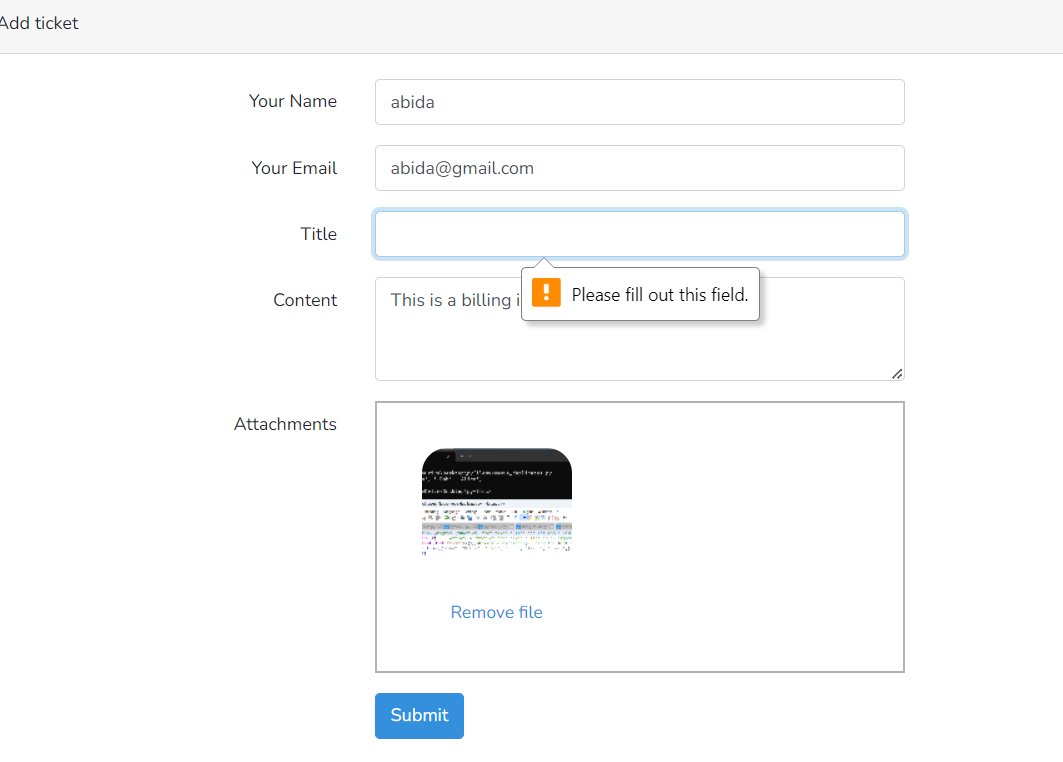 Add ticket
Your Name
abida
Your Email
abida@gmail.com
Title
Please fill out this field.
Content
This is a billing
Attachments
Remove file
Submit